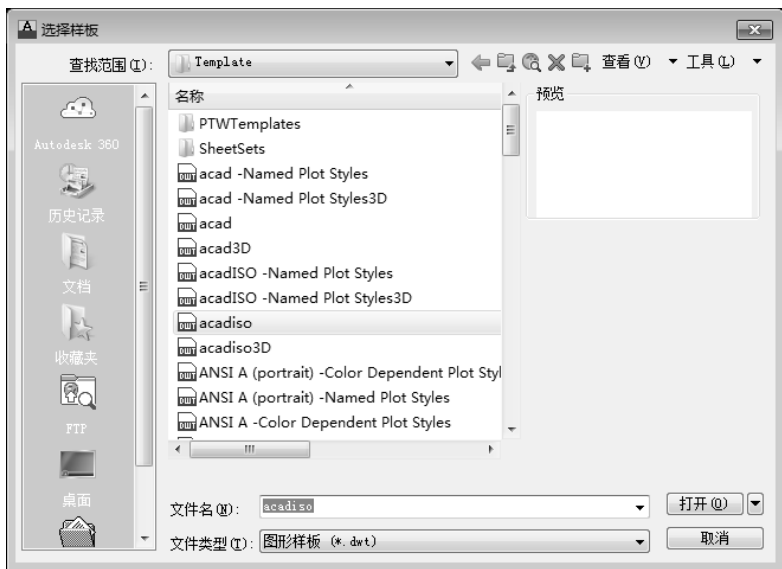 选择样板
查找范围(I):
Template
查看(V)
工具(L)
Autodesk 360
历史记录
文档
收藏夹
FTP
桌面
名称
PTWTemplates
SheetSets
acad -Named Plot Styles
acad -Named Plot Styles3D
acad
acad3D
acadISO -Named Plot Styles
acadISO -Named Plot Styles3D
acadiso
acadiso3D
ANSI A (portrait) -Color Dependent Plot Styl
ANSI A (portrait) -Named Plot Styles
ANSI A -Color Dependent Plot Styles
预览
文件名(N):
acadiso
打开(O)
文件类型(T):
图形样板 (*.dwt)
取消